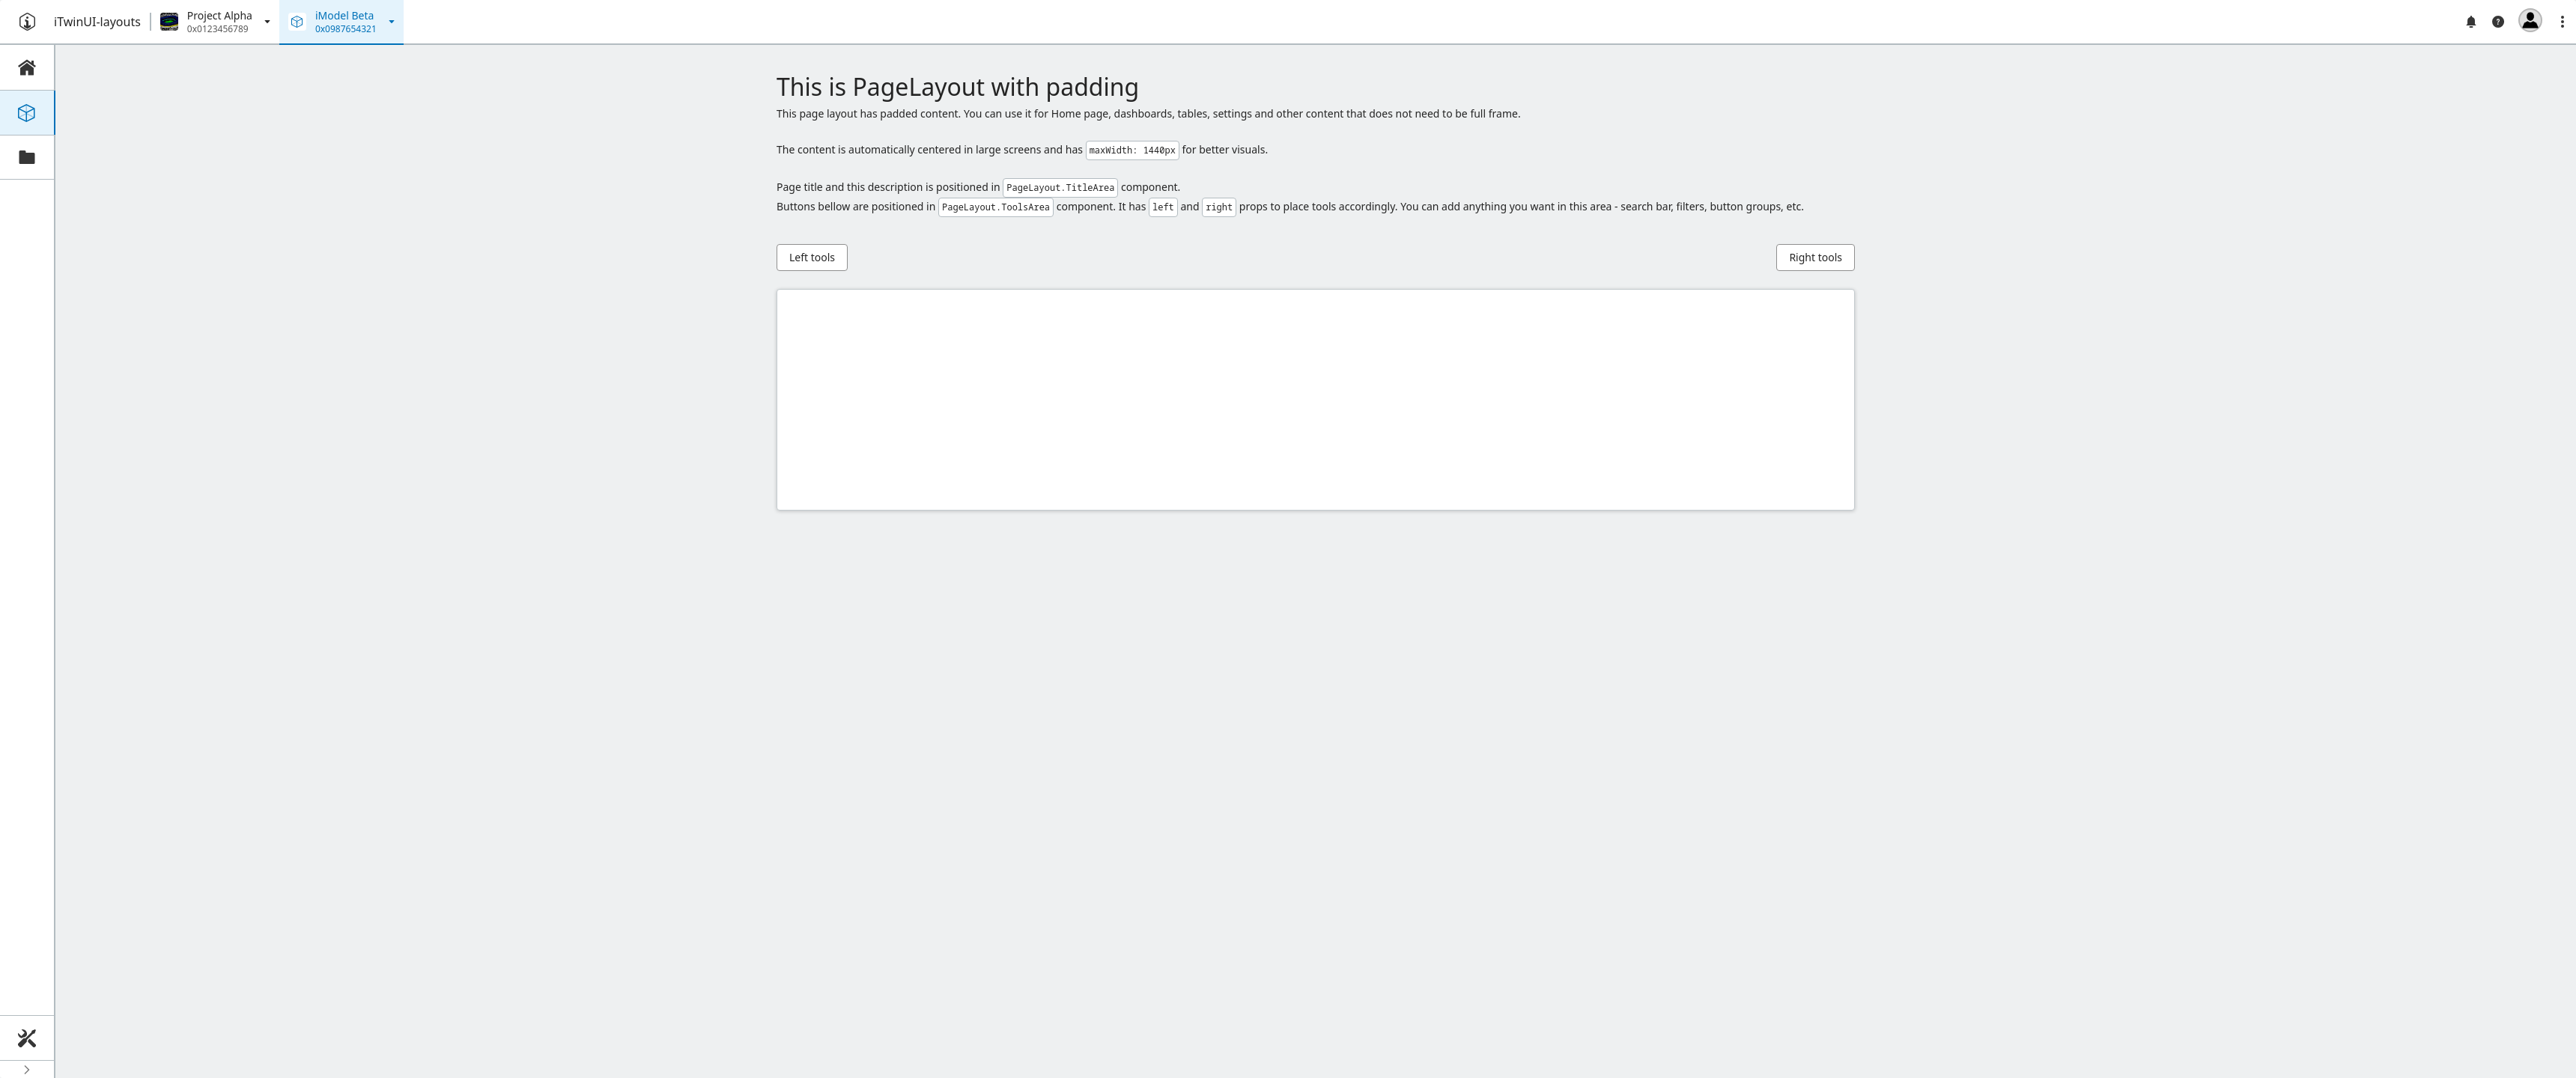 iTwinUI-layouts
Project Alpha
0x0123456789
iModel Beta
0x0987654321
This is PageLayout with padding
This page layout has padded content. You can use it for Home page, dashboards, tables, settings and other content that does not need to be full frame.
The content is automatically centered in large screens and has maxWidth: 1440px for better visuals.
Page title and this description is positioned in PageLayout.TitleArea component.
Buttons bellow are positioned in PageLayout.ToolsArea component. It has left and right props to place tools accordingly. You can add anything you want in this area - search bar, filters, button groups, etc.
Left tools
Right tools